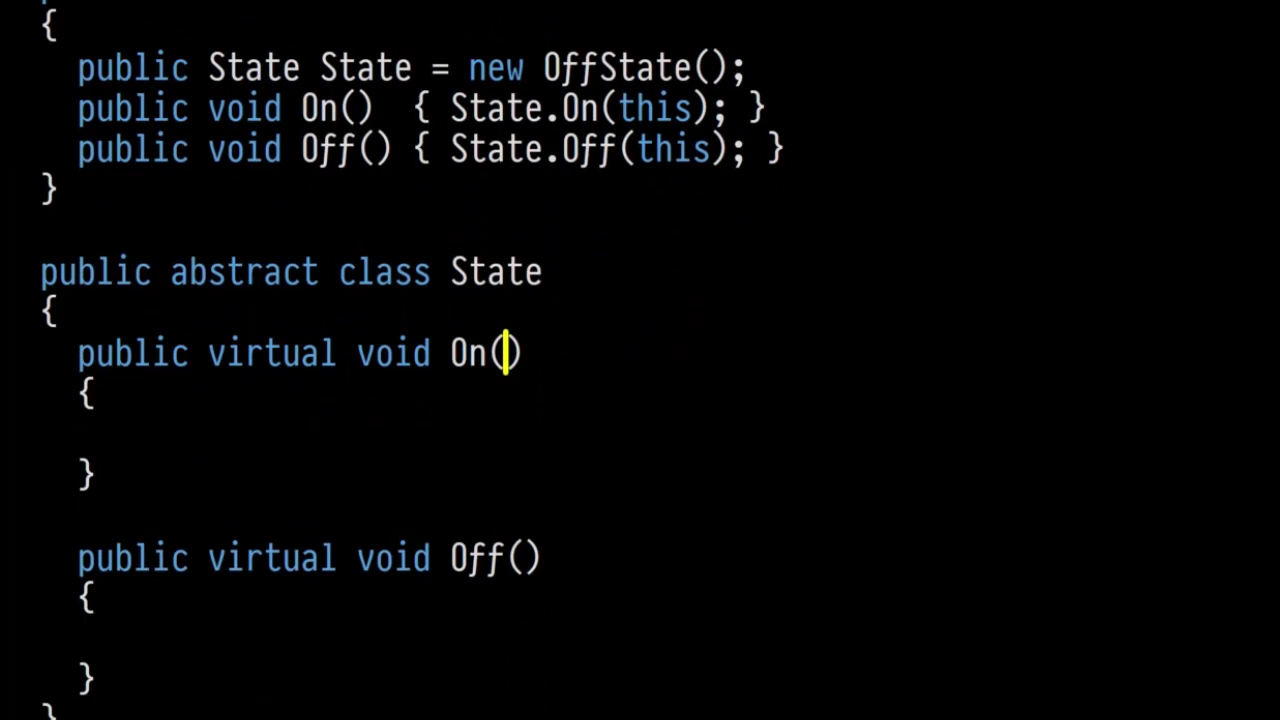 {
  public State State = new OffState();
  public void On()  { State.On(this); }
  public void Off() { State.Off(this); }
}

public abstract class State
{
  public virtual void On()
  {

  }

  public virtual void Off()
  {

  }
}